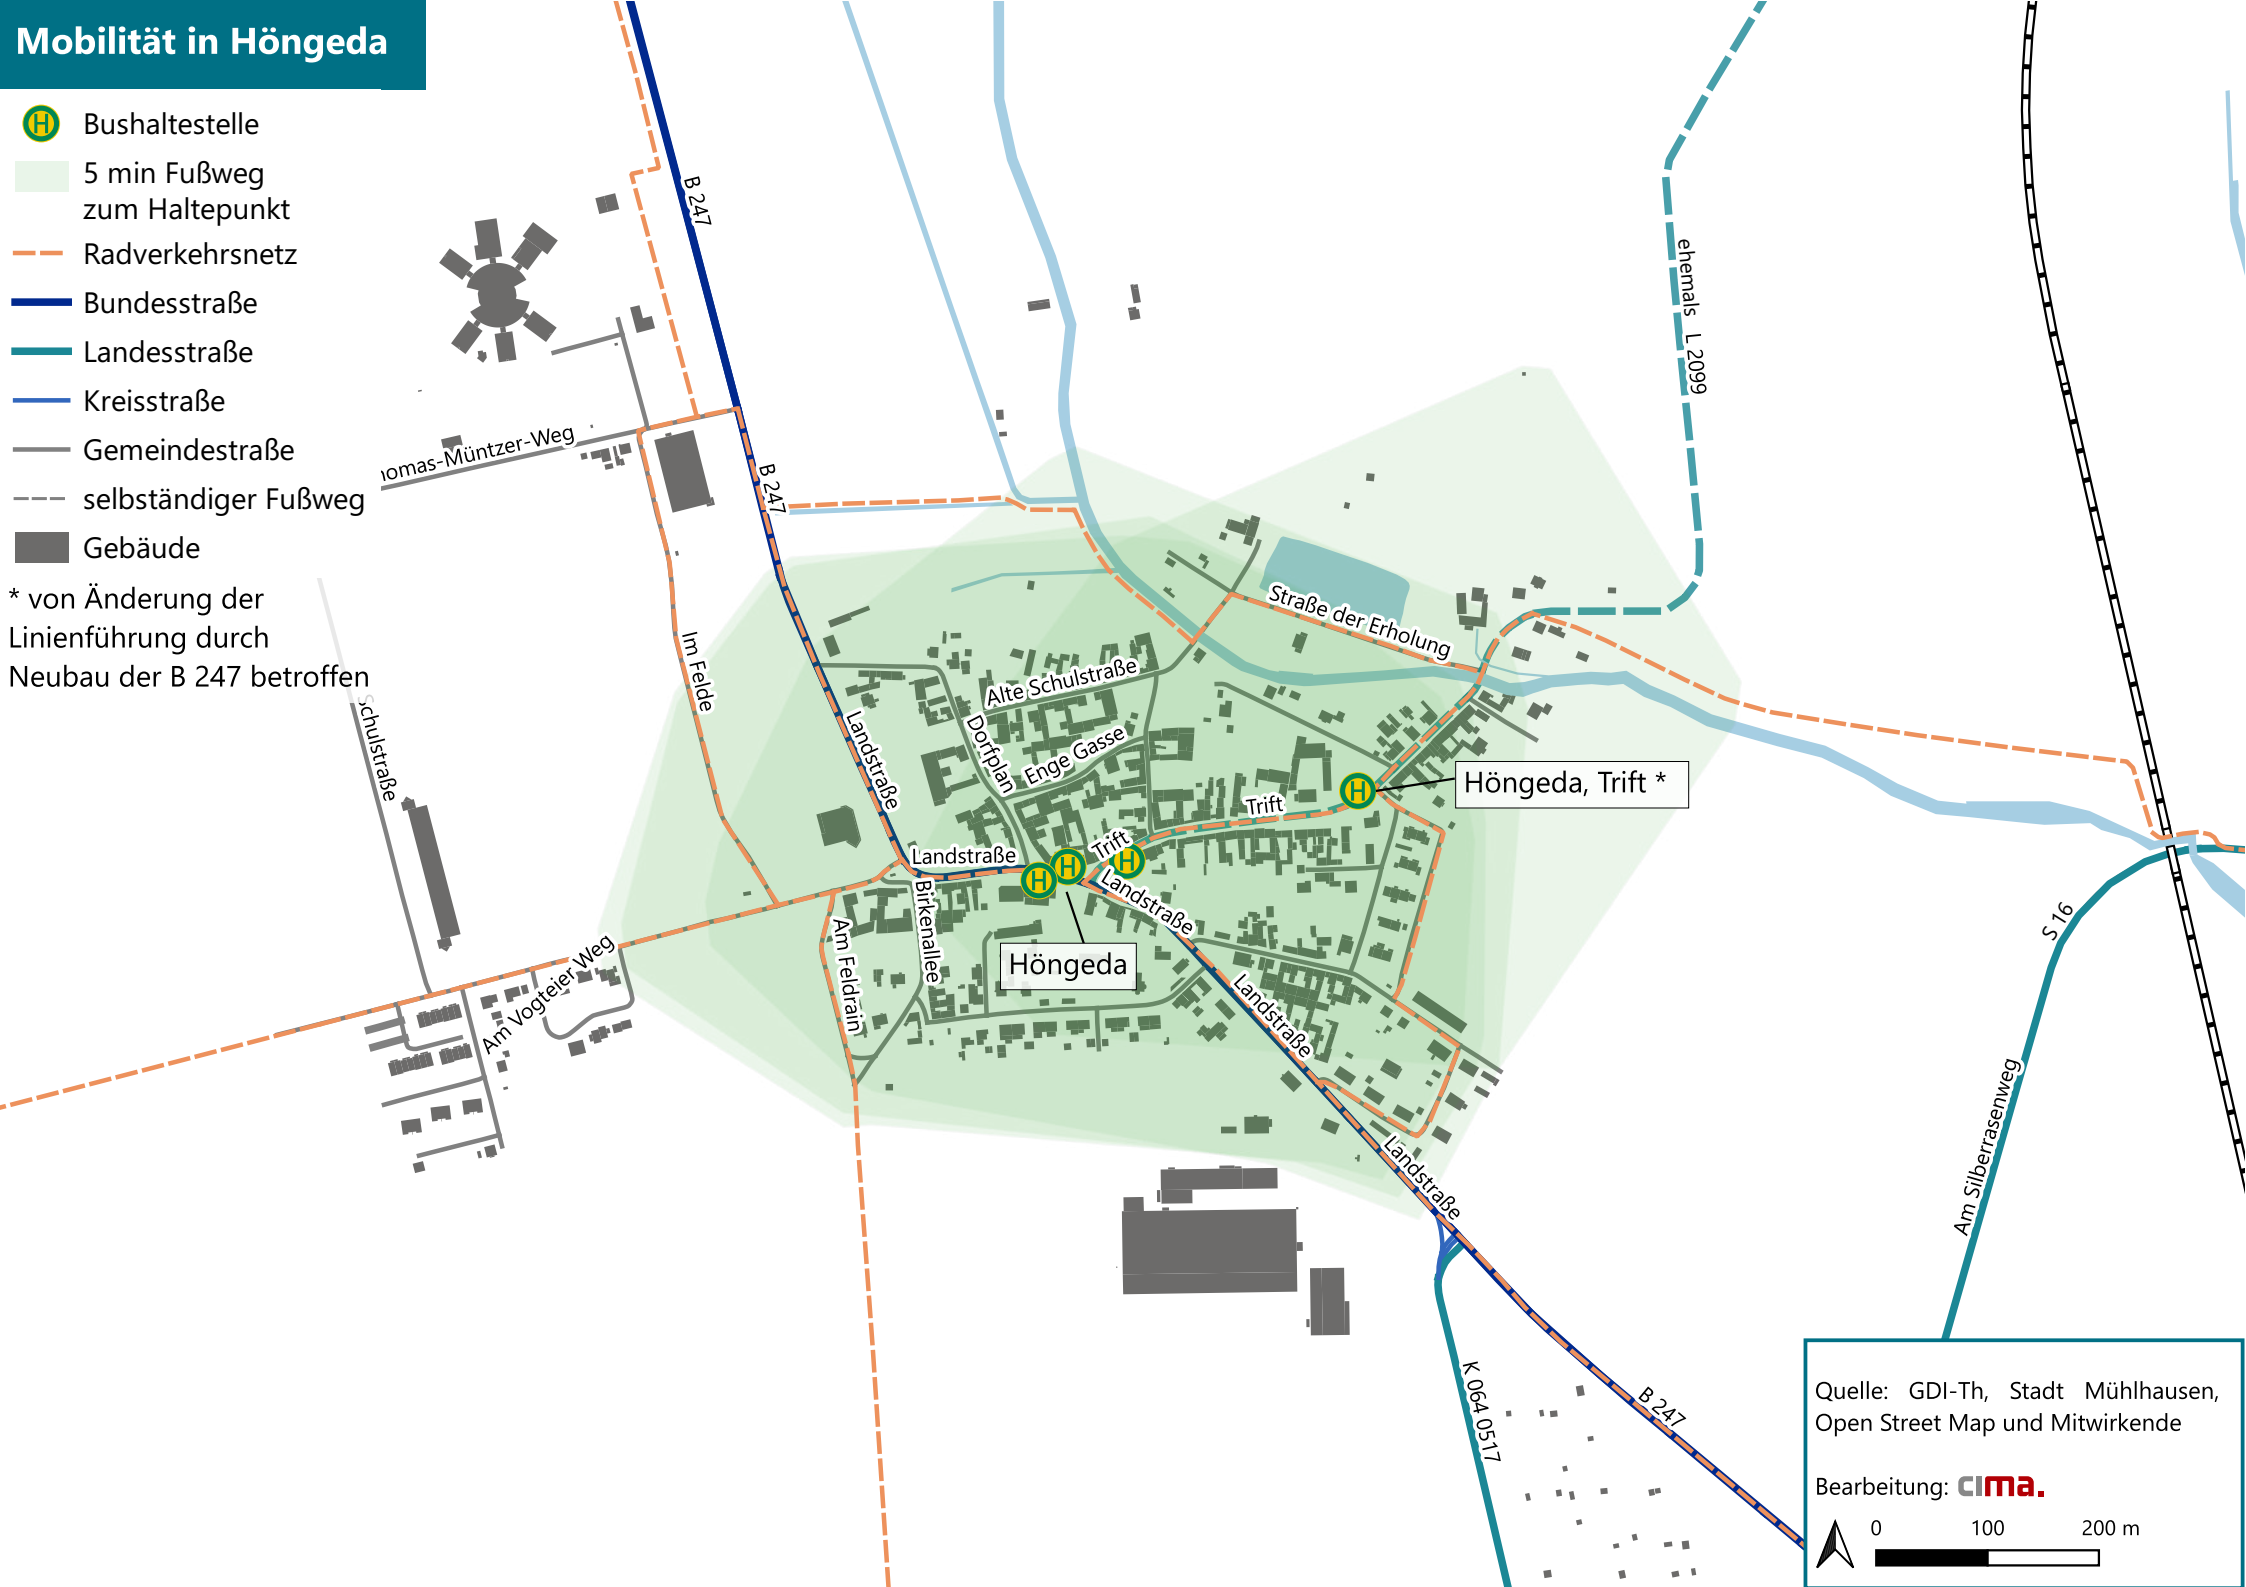 Mobilität in Höngeda
H Bushaltestelle
5 min Fußweg
zum Haltepunkt
Radverkehrsnetz
Bundesstraße
Landesstraße
Kreisstraße
Gemeindestraße
selbständiger Fußweg
Gebäude
* von Änderung der
Linienführung durch
Neubau der B 247 betroffen
B 247
ehemals L 2099
homas-Müntzer-Weg
B 247
Straße der Erholung
Im Felde
Alte Schulstraße
Schulstraße
Landstraße
Dorfplan
Enge Gasse
Höngeda, Trift *
H
Trift
Trift
Landstraße
H
H
H
Landstraße
Birkenallee
Am Feldrain
Am Vogteier Weg
Höngeda
S 16
Landstraße
Am Silberrasenweg
Landstraße
K 064 0517
B 247
Quelle: GDI-Th, Stadt Mühlhausen,
Open Street Map und Mitwirkende
Bearbeitung: cima.
0 100 200 m